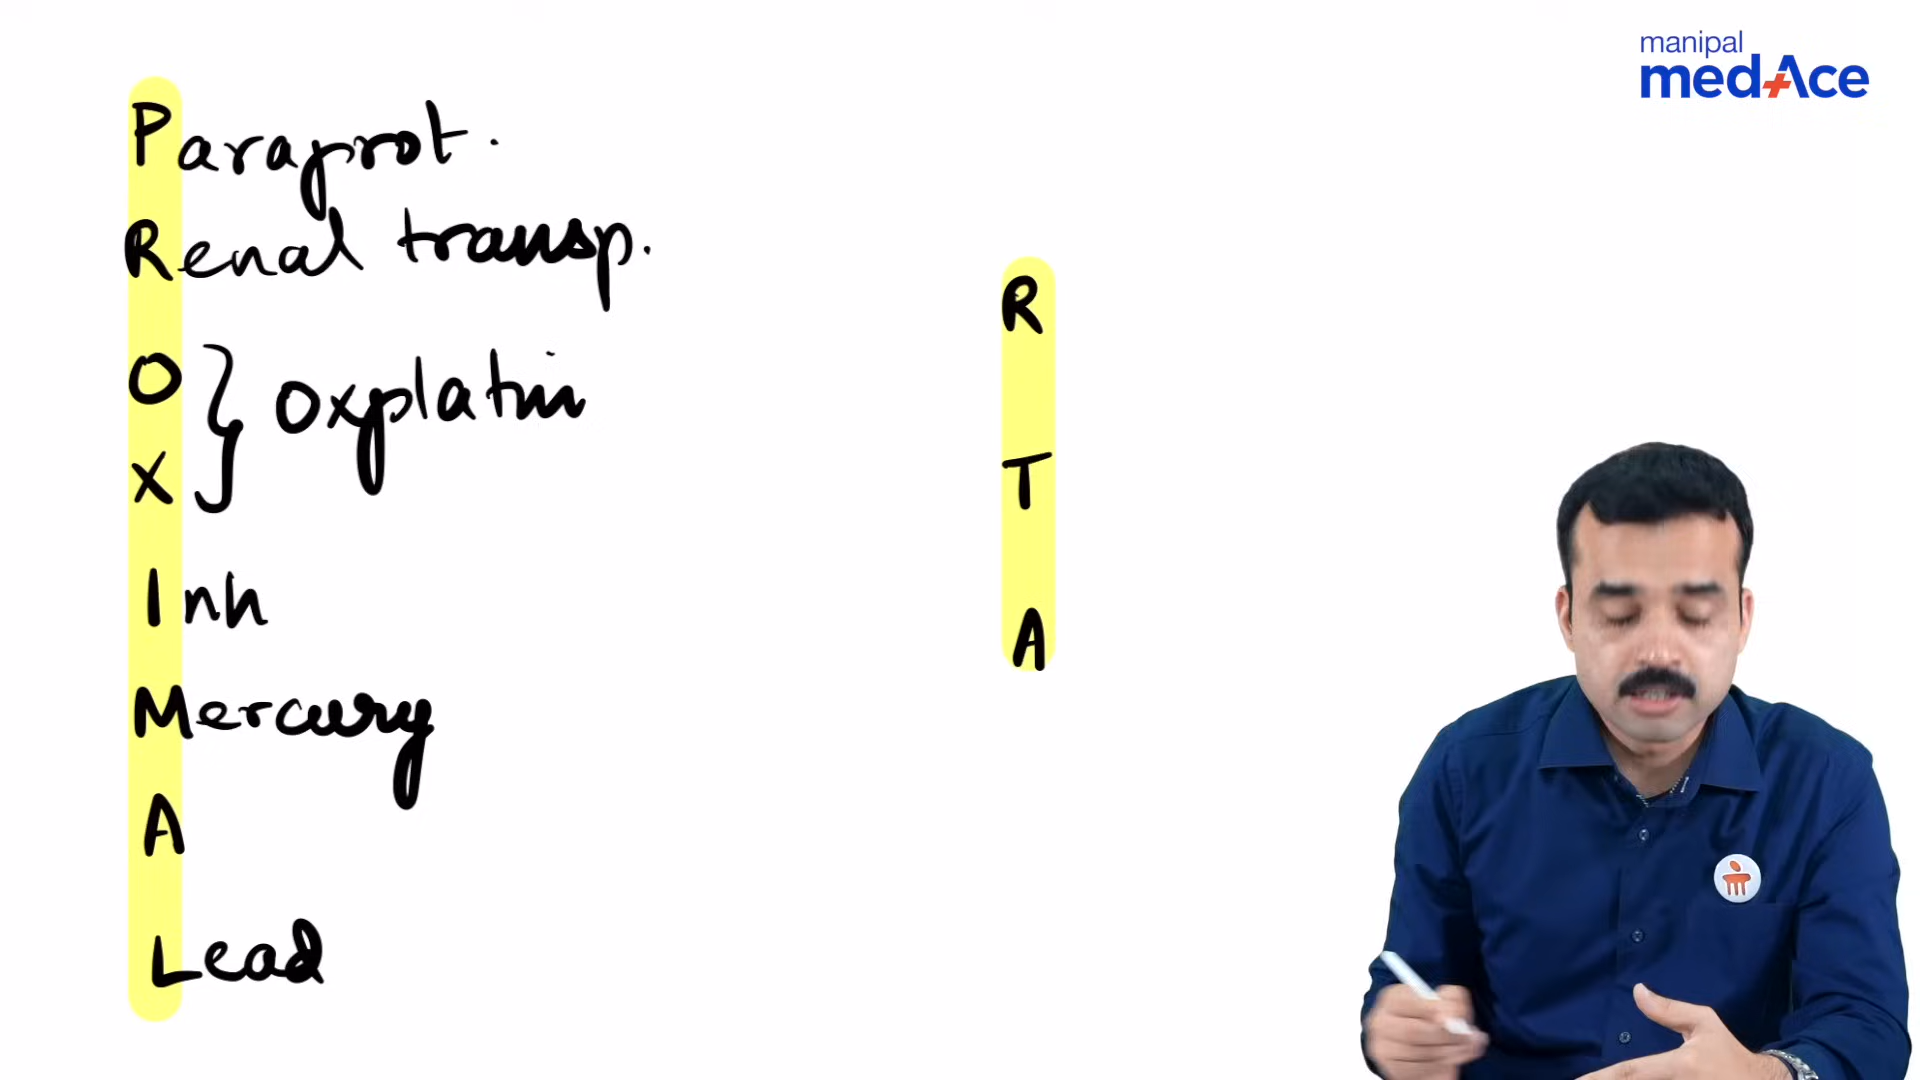 manipal
medAce
Paraprot.
Renal transp.
O
X
} oxplatin
Inh
Mercury
A
Lead
R
T
A